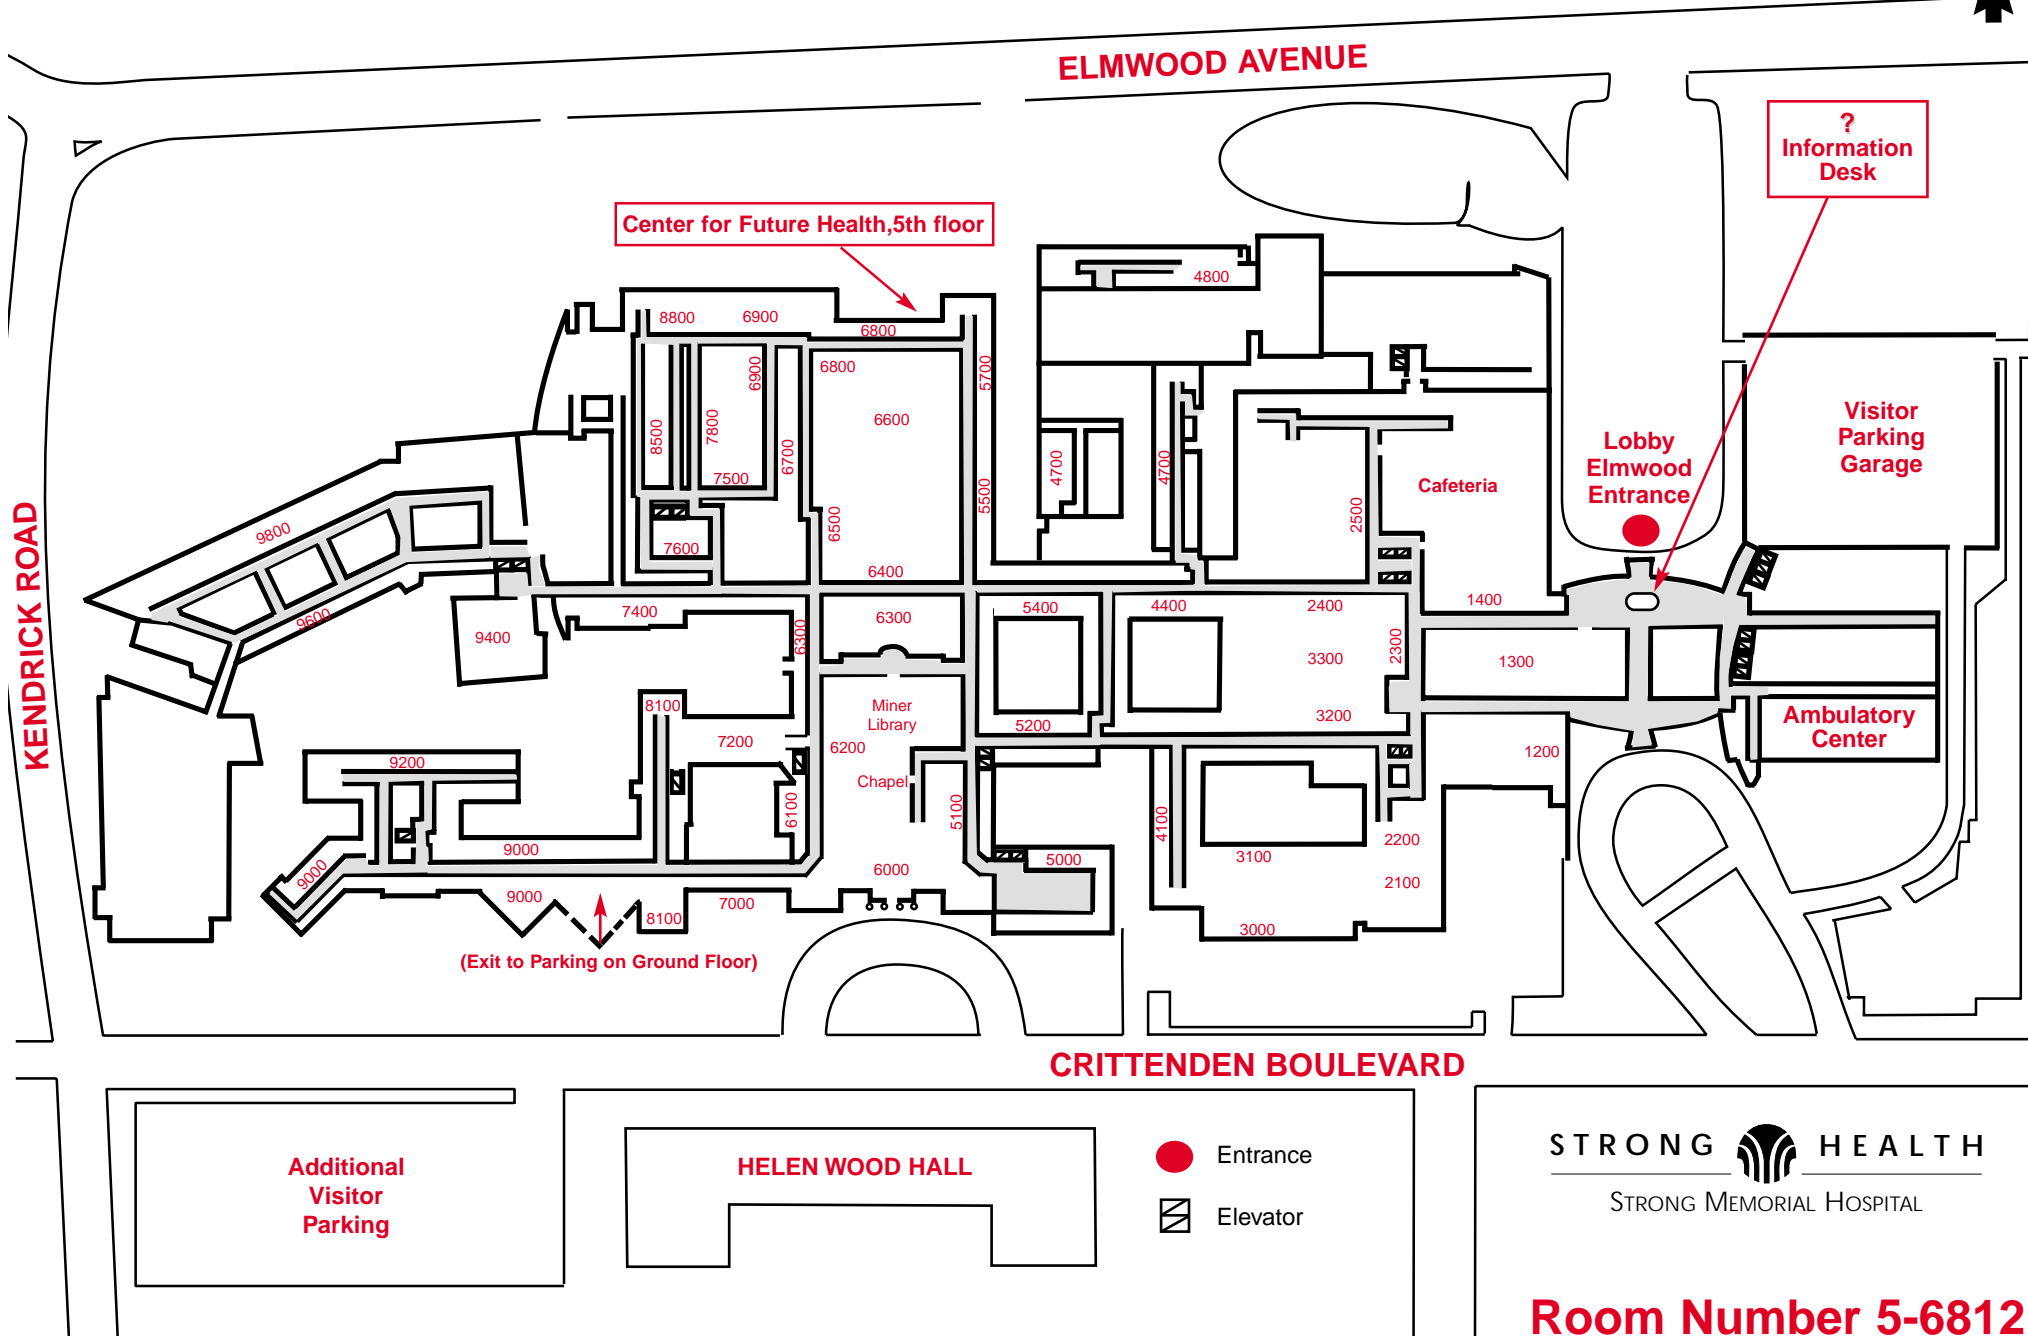 ELMWOOD AVENUE
?
Information
Desk
Center for Future Health,5th floor
4800
8800
6900
6800
6800
6900
5700
6600
Visitor
Parking
Garage
Lobby
Elmwood
Entrance
Cafeteria
8500
7800
6700
7500
4700
4700
5500
2500
6500
9800
7600
6400
KENDRICK ROAD
9600
7400
9400
6300
6300
5400
4400
2400
1400
2300
3300
1300
8100
Miner
Library
5200
3200
Ambulatory
Center
7200
6200
1200
9200
Chapel
6100
5100
4100
2200
9000
9000
6000
5000
3100
2100
9000
8100
7000
3000
(Exit to Parking on Ground Floor)
CRITTENDEN BOULEVARD
Additional
Visitor
Parking
HELEN WOOD HALL
Entrance
Elevator
STRONG HEALTH
STRONG MEMORIAL HOSPITAL
Room Number 5-6812